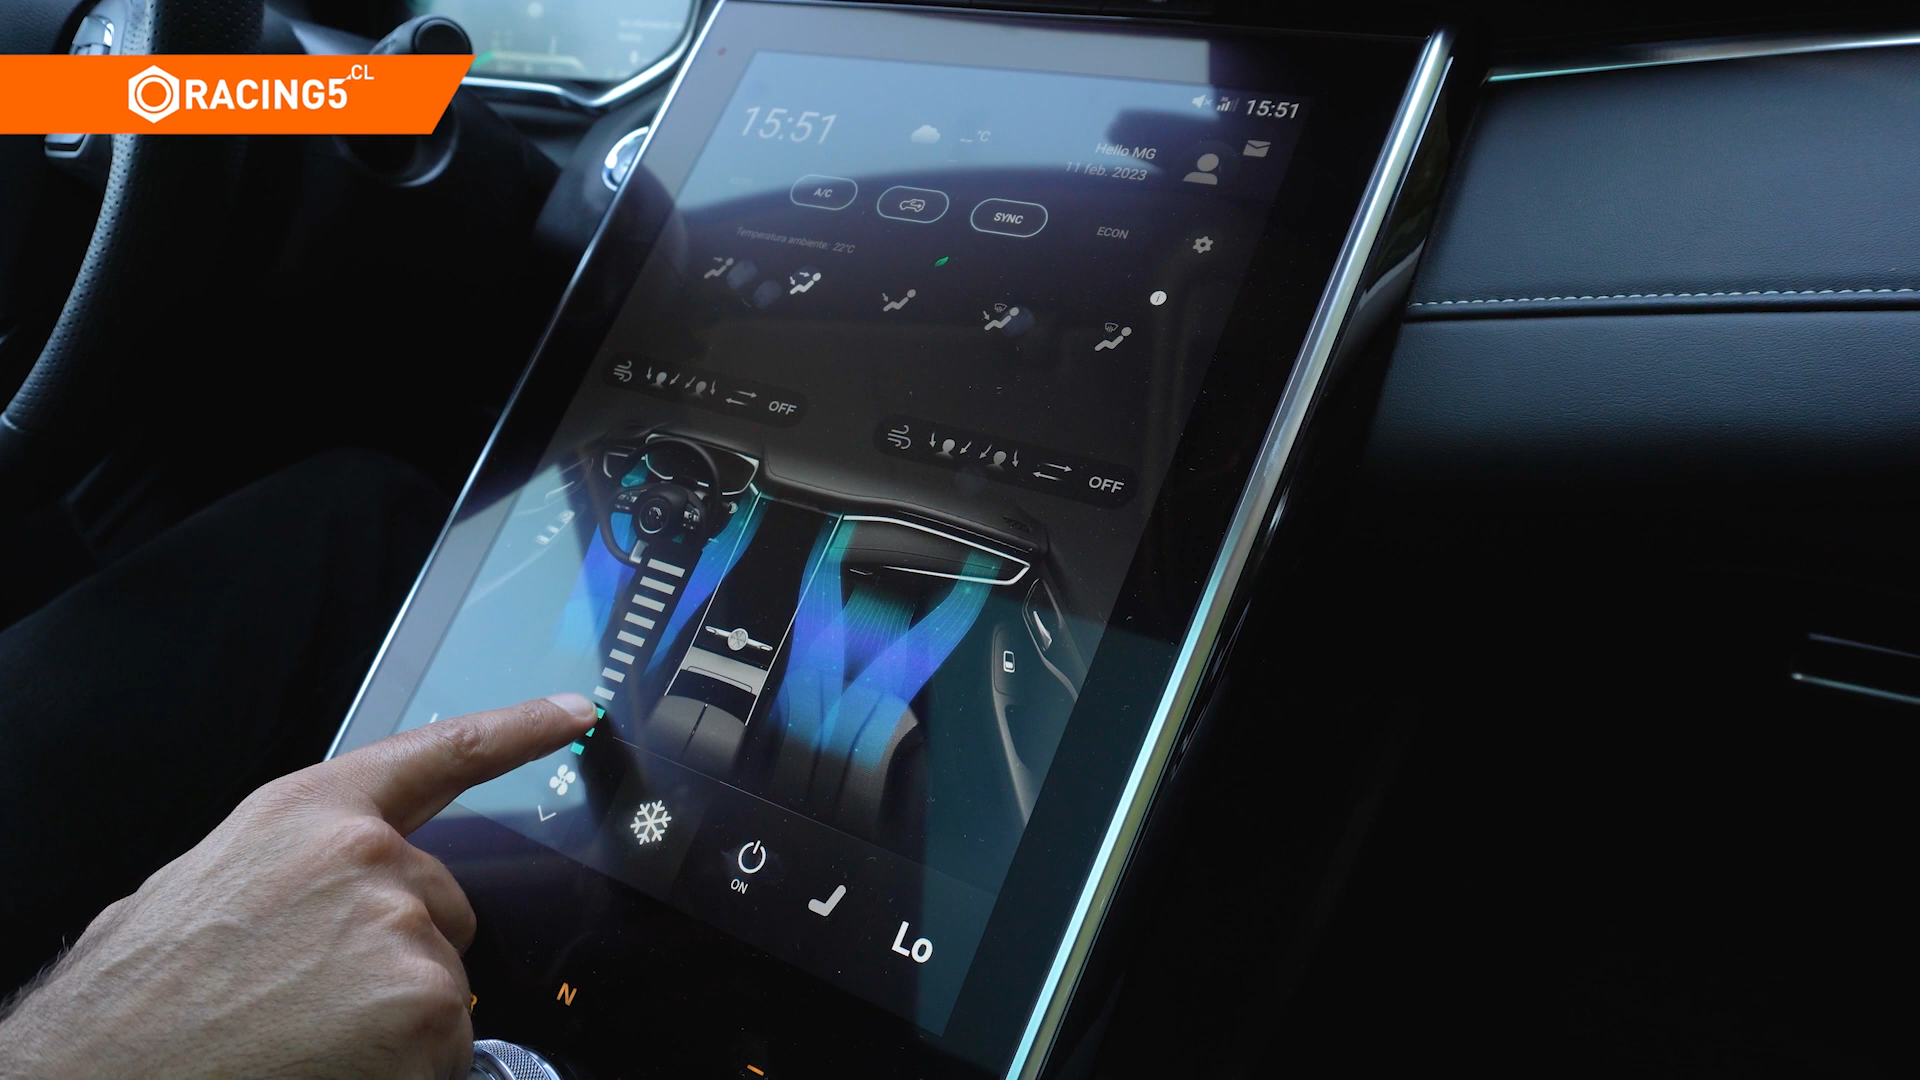 RACING5.CL
15:51
15:51
--°C
Hello MG
11 feb. 2023
A/C
SYNC
ECON
Temperatura ambiente: 22°C
OFF
OFF
ON
Lo
R
N